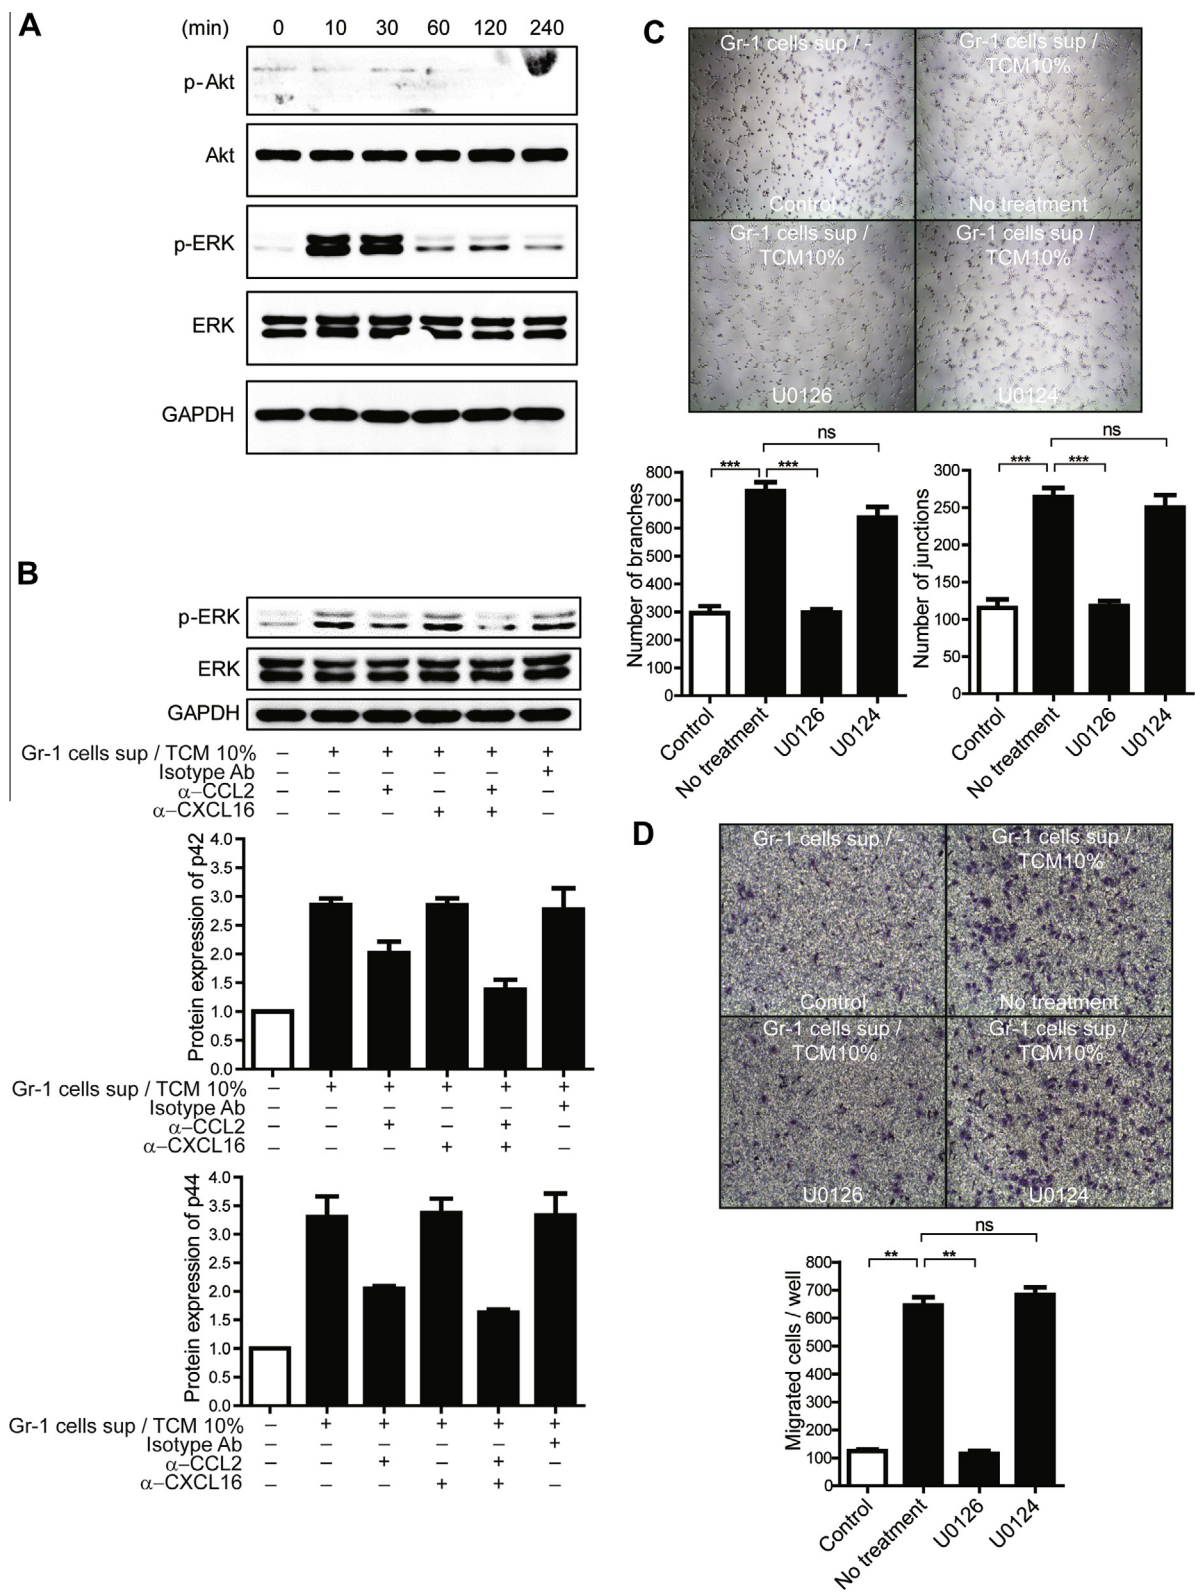 A
(min) 0 10 30 60 120 240
p-Akt
Akt
p-ERK
ERK
GAPDH
B
p-ERK
ERK
GAPDH
Gr-1 cells sup / TCM 10% – + + + + +
Isotype Ab – – – – – +
α–CCL2 – – + – + –
α–CXCL16 – – – + + –
Protein expression of p42
4.0
3.5
3.0
2.5
2.0
1.5
1.0
0.5
0.0
Gr-1 cells sup / TCM 10% – + + + + +
Isotype Ab – – – – – +
α–CCL2 – – + – + –
α–CXCL16 – – – + + –
Protein expression of p44
4.0
3.5
3.0
2.5
2.0
1.5
1.0
0.5
0.0
Gr-1 cells sup / TCM 10% – + + + + +
Isotype Ab – – – – – +
α–CCL2 – – + – + –
α–CXCL16 – – – + + –
C
Gr-1 cells sup / -
Control
Gr-1 cells sup /
TCM10%
No treatment
Gr-1 cells sup /
TCM10%
U0126
Gr-1 cells sup /
TCM10%
U0124
Number of branches
800
700
600
500
400
300
200
100
0
*** *** ns
Control
No treatment
U0126
U0124
Number of junctions
300
250
200
150
100
50
0
*** *** ns
Control
No treatment
U0126
U0124
D
Gr-1 cells sup / -
Control
Gr-1 cells sup /
TCM10%
No treatment
Gr-1 cells sup /
TCM10%
U0126
Gr-1 cells sup /
TCM10%
U0124
Migrated cells / well
800
700
600
500
400
300
200
100
0
** ** ns
Control
No treatment
U0126
U0124